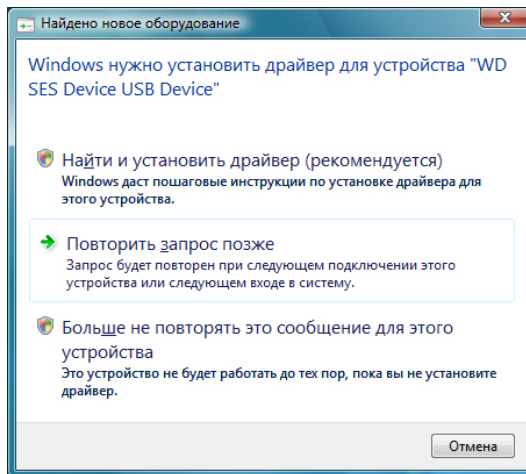 Найдено новое оборудование
Windows нужно установить драйвер для устройства "WD
SES Device USB Device"
Найти и установить драйвер (рекомендуется)
Windows даст пошаговые инструкции по установке драйвера для
этого устройства.
Повторить запрос позже
Запрос будет повторен при следующем подключении этого
устройства или следующем входе в систему.
Больше не повторять это сообщение для этого
устройства
Это устройство не будет работать до тех пор, пока вы не установите
драйвер.
Отмена